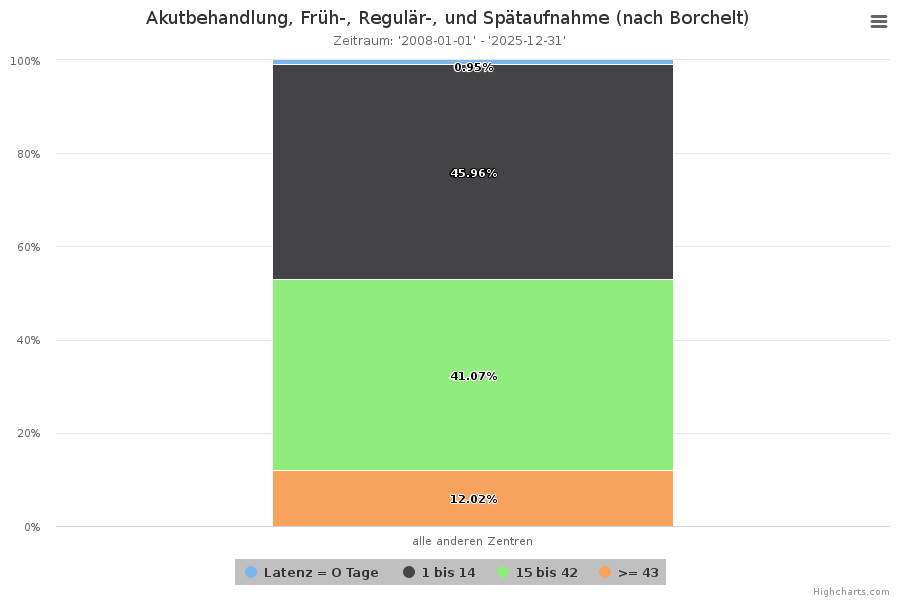 Akutbehandlung, Früh-, Regulär-, und Spätaufnahme (nach Borchelt)
Zeitraum: '2008-01-01' - '2025-12-31'
100%
0.95%
80%
45.96%
60%
40%
41.07%
20%
12.02%
0%
alle anderen Zentren
Latenz = O Tage 1 bis 14 15 bis 42 >= 43
Highcharts.com